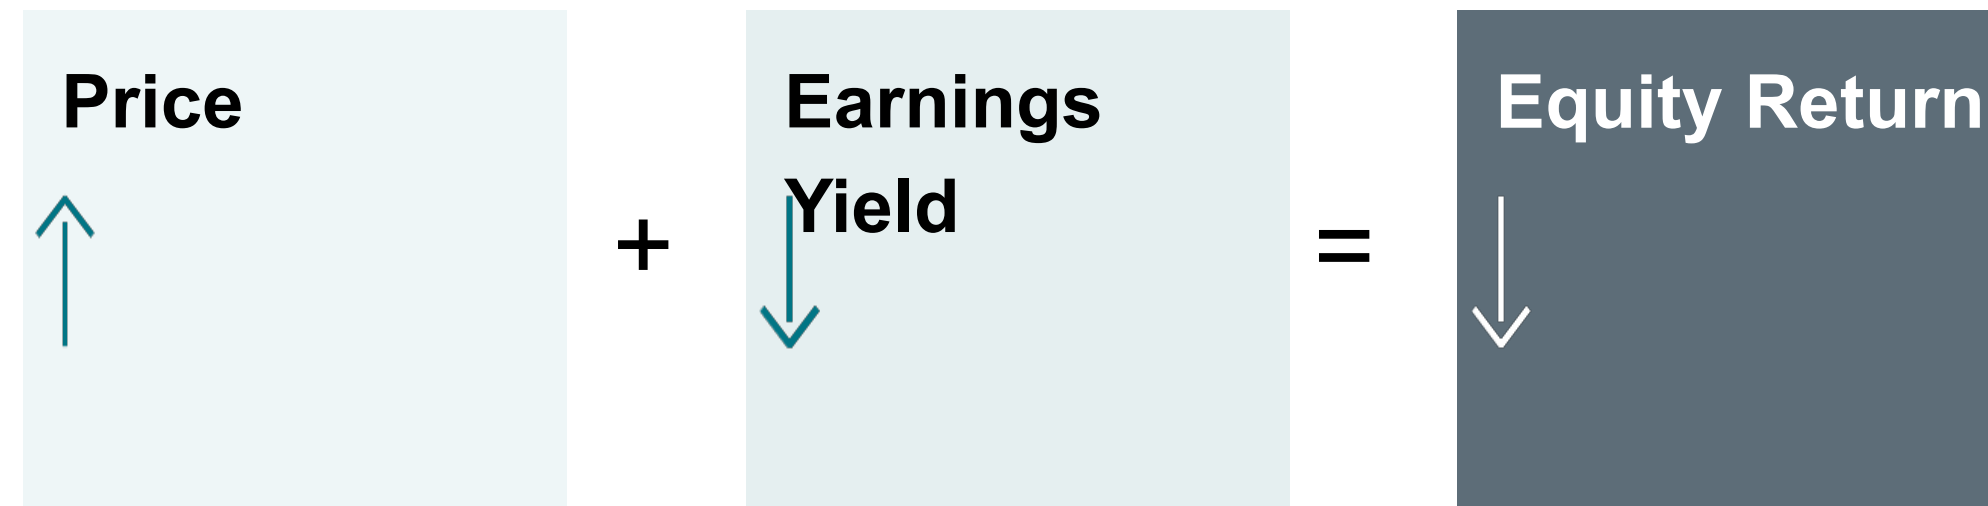 Price
+
Earnings
Yield
=
Equity Return